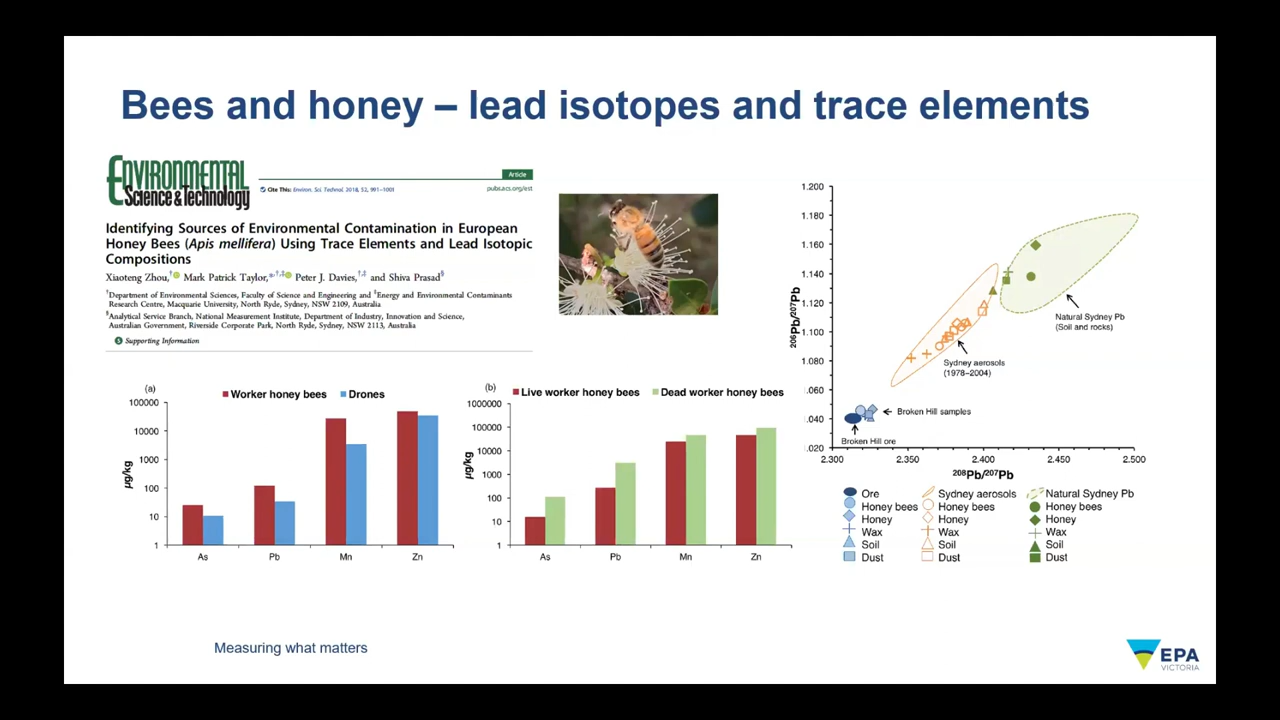 Bees and honey – lead isotopes and trace elements
Environmental
Science & Technology
Article
Cite This: Environ. Sci. Technol. 2018, 52, 991−1001
pubs.acs.org/est
Identifying Sources of Environmental Contamination in European
Honey Bees (Apis mellifera) Using Trace Elements and Lead Isotopic
Compositions
Xiaoteng Zhou,† Mark Patrick Taylor,*,†,‡ Peter J. Davies,†,‡ and Shiva Prasad§
†Department of Environmental Sciences, Faculty of Science and Engineering and ‡Energy and Environmental Contaminants
Research Centre, Macquarie University, North Ryde, Sydney, NSW 2109, Australia
§Analytical Service Branch, National Measurement Institute, Department of Industry, Innovation and Science,
Australian Government, Riverside Corporate Park, North Ryde, Sydney, NSW 2113, Australia
S Supporting Information
(a)
Worker honey bees Drones
100000
10000
1000
100
10
1
µg/kg
As Pb Mn Zn
(b)
Live worker honey bees Dead worker honey bees
1000000
100000
10000
1000
100
10
1
µg/kg
As Pb Mn Zn
1.200
1.180
1.160
1.140
1.120
1.100
1.080
.060
.040
.020
206Pb/207Pb
Natural Sydney Pb
(Soil and rocks)
Sydney aerosols
(1978−2004)
Broken Hill samples
Broken Hill ore
2.300 2.350 2.400 2.450 2.500
208Pb/207Pb
Ore Sydney aerosols Natural Sydney Pb
Honey bees Honey bees Honey bees
Honey Honey Honey
Wax Wax Wax
Soil Soil Soil
Dust Dust Dust
Measuring what matters
EPA
VICTORIA